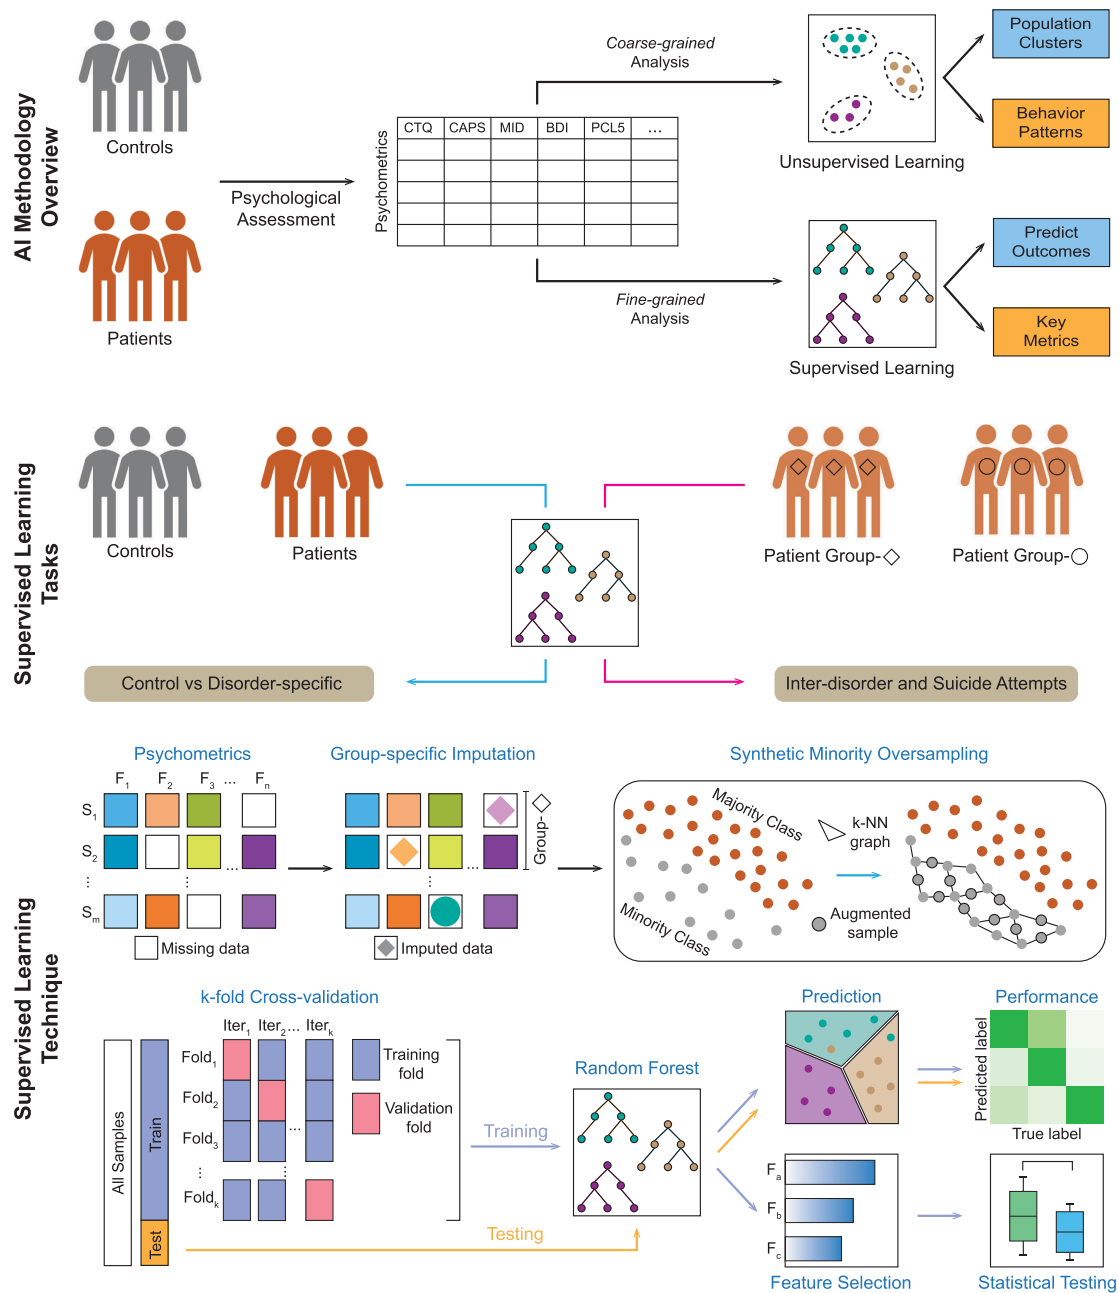 AI Methodology
Overview
Controls
Patients
Psychological
Assessment
Psychometrics
CTQ CAPS MID BDI PCL5 ...
Coarse-grained
Analysis
Fine-grained
Analysis
Unsupervised Learning
Population
Clusters
Behavior
Patterns
Supervised Learning
Predict
Outcomes
Key
Metrics
Supervised Learning
Tasks
Controls
Patients
Patient Group-◇
Patient Group-○
Control vs Disorder-specific
Inter-disorder and Suicide Attempts
Supervised Learning
Technique
Psychometrics
F1 F2 F3 ... Fn
S1
S2
⋮ ⋮
...
Sm
Missing data
Group-specific Imputation
Group-◇
...
⋮
Imputed data
Synthetic Minority Oversampling
Majority Class
Minority Class
k-NN
graph
Augmented
sample
k-fold Cross-validation
All Samples
Train
Test
Iter1 Iter2 ... Iterk
Fold1
Fold2
Fold3
...
⋮ ⋮
Foldk
Training
fold
Validation
fold
Training
Testing
Random Forest
Prediction
Performance
Predicted label
True label
Fa
Fb
Fc
Feature Selection
Statistical Testing